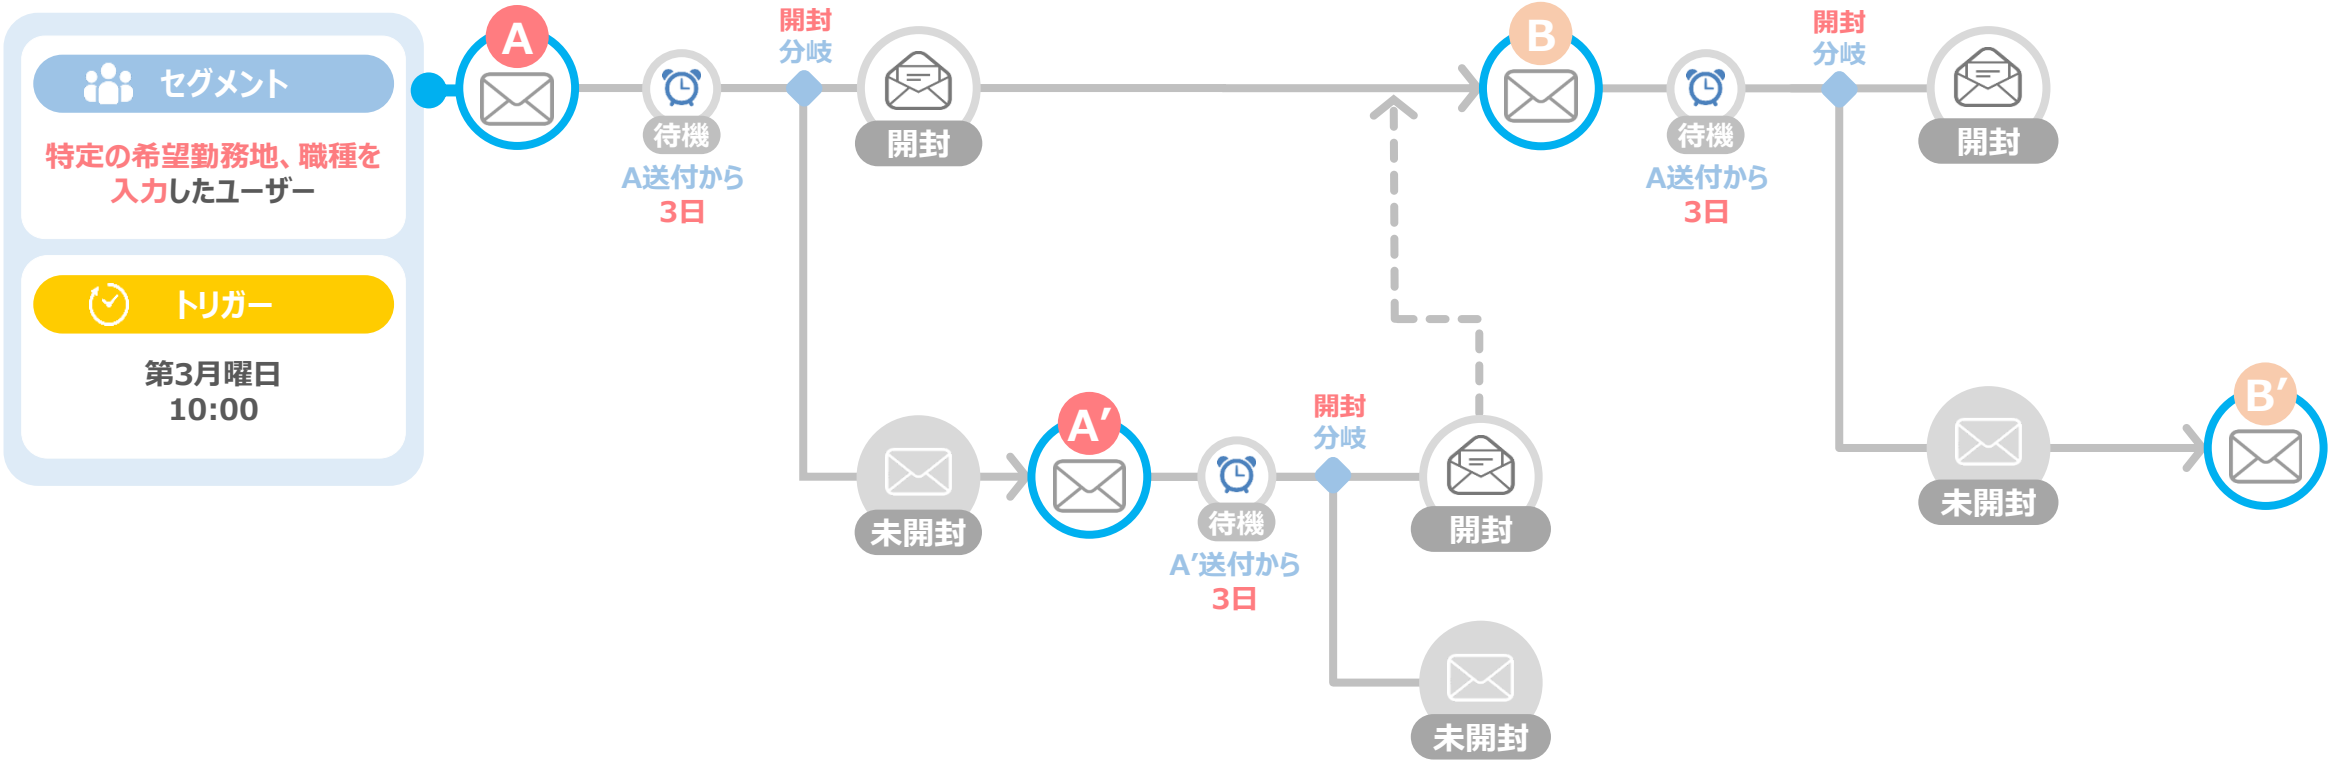 セグメント
特定の希望勤務地、職種を
入力したユーザー
トリガー
第3月曜日
10:00
A
待機
A送付から
3日
開封
分岐
開封
未開封
A′
待機
A′送付から
3日
開封
分岐
開封
未開封
B
待機
A送付から
3日
開封
分岐
開封
未開封
B′